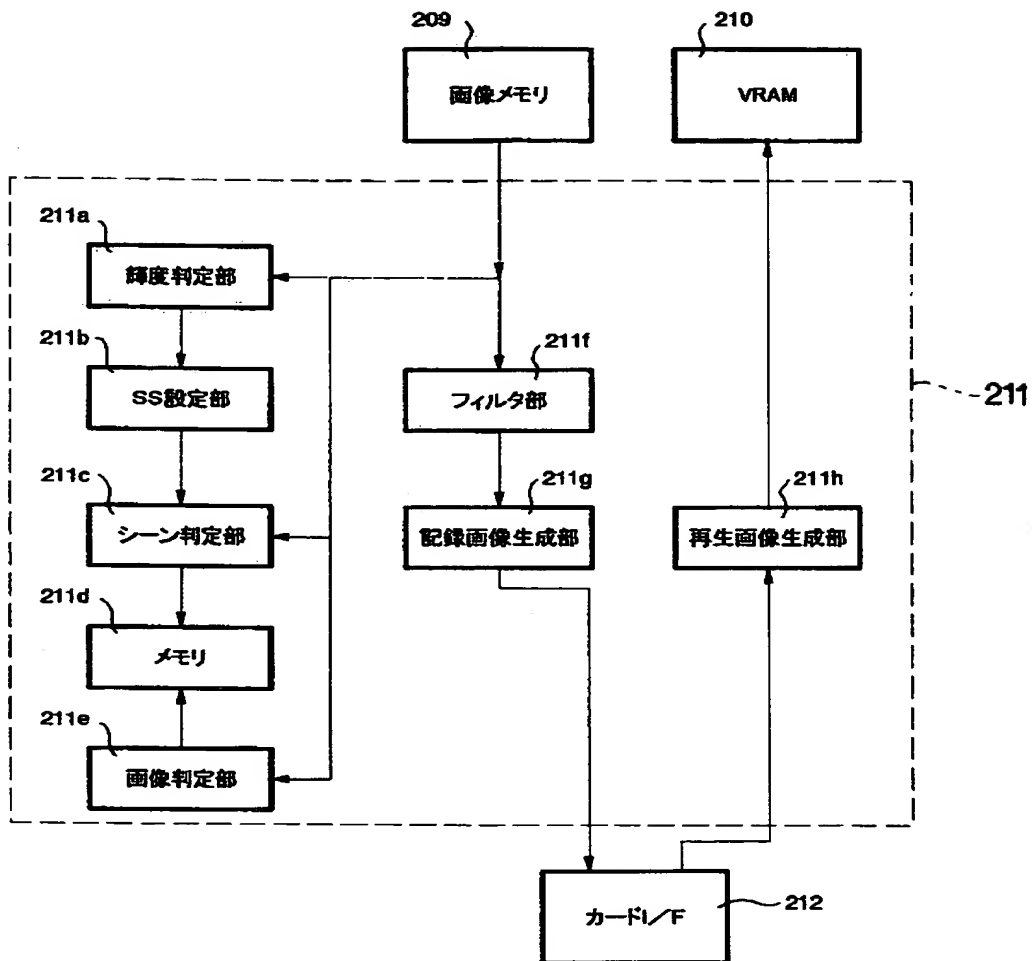 209
210
画像メモリ
VRAM
211a
輝度判定部
211b
SS設定部
211f
フィルタ部
211
211c
シーン判定部
211g
記録画像生成部
211h
再生画像生成部
211d
メモリ
211e
画像判定部
カードI/F
212